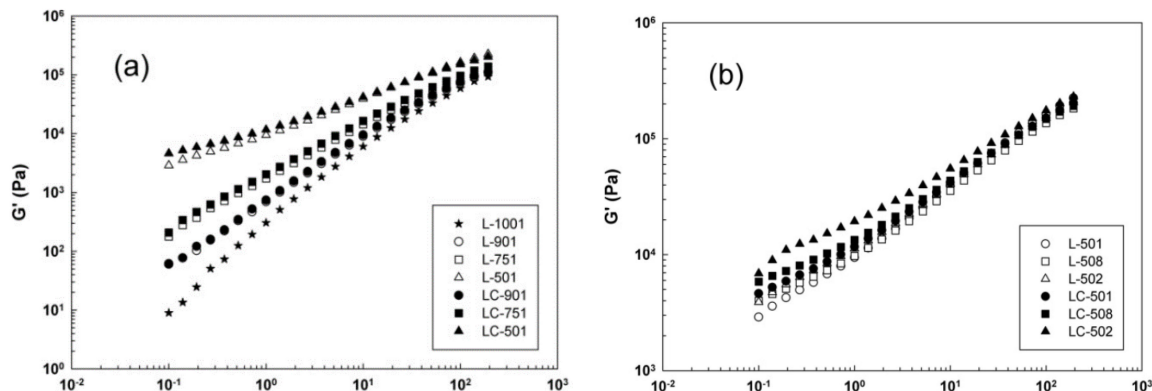 (a)
G' (Pa)
10⁶
10⁵
10⁴
10³
10²
10¹
10⁰
10⁻²
10⁻¹
10⁰
10¹
10²
10³
L-1001
L-901
L-751
L-501
LC-901
LC-751
LC-501
(b)
G' (Pa)
10⁶
10⁵
10⁴
10³
10⁻²
10⁻¹
10⁰
10¹
10²
10³
L-501
L-508
L-502
LC-501
LC-508
LC-502